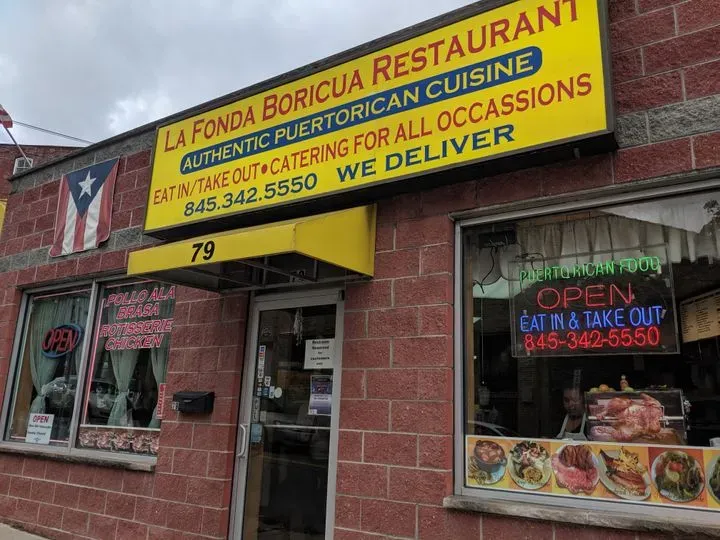 LA FONDA BORICUA RESTAURANT
AUTHENTIC PUERTORICAN CUISINE
EAT IN/TAKE OUT•CATERING FOR ALL OCCASSIONS
845.342.5550 WE DELIVER
79
POLLO ALA
BRASA
ROTISSERIE
CHICKEN
OPEN
OPEN
PUERTO RICAN FOOD
OPEN
EAT IN & TAKE OUT
845-342-5550